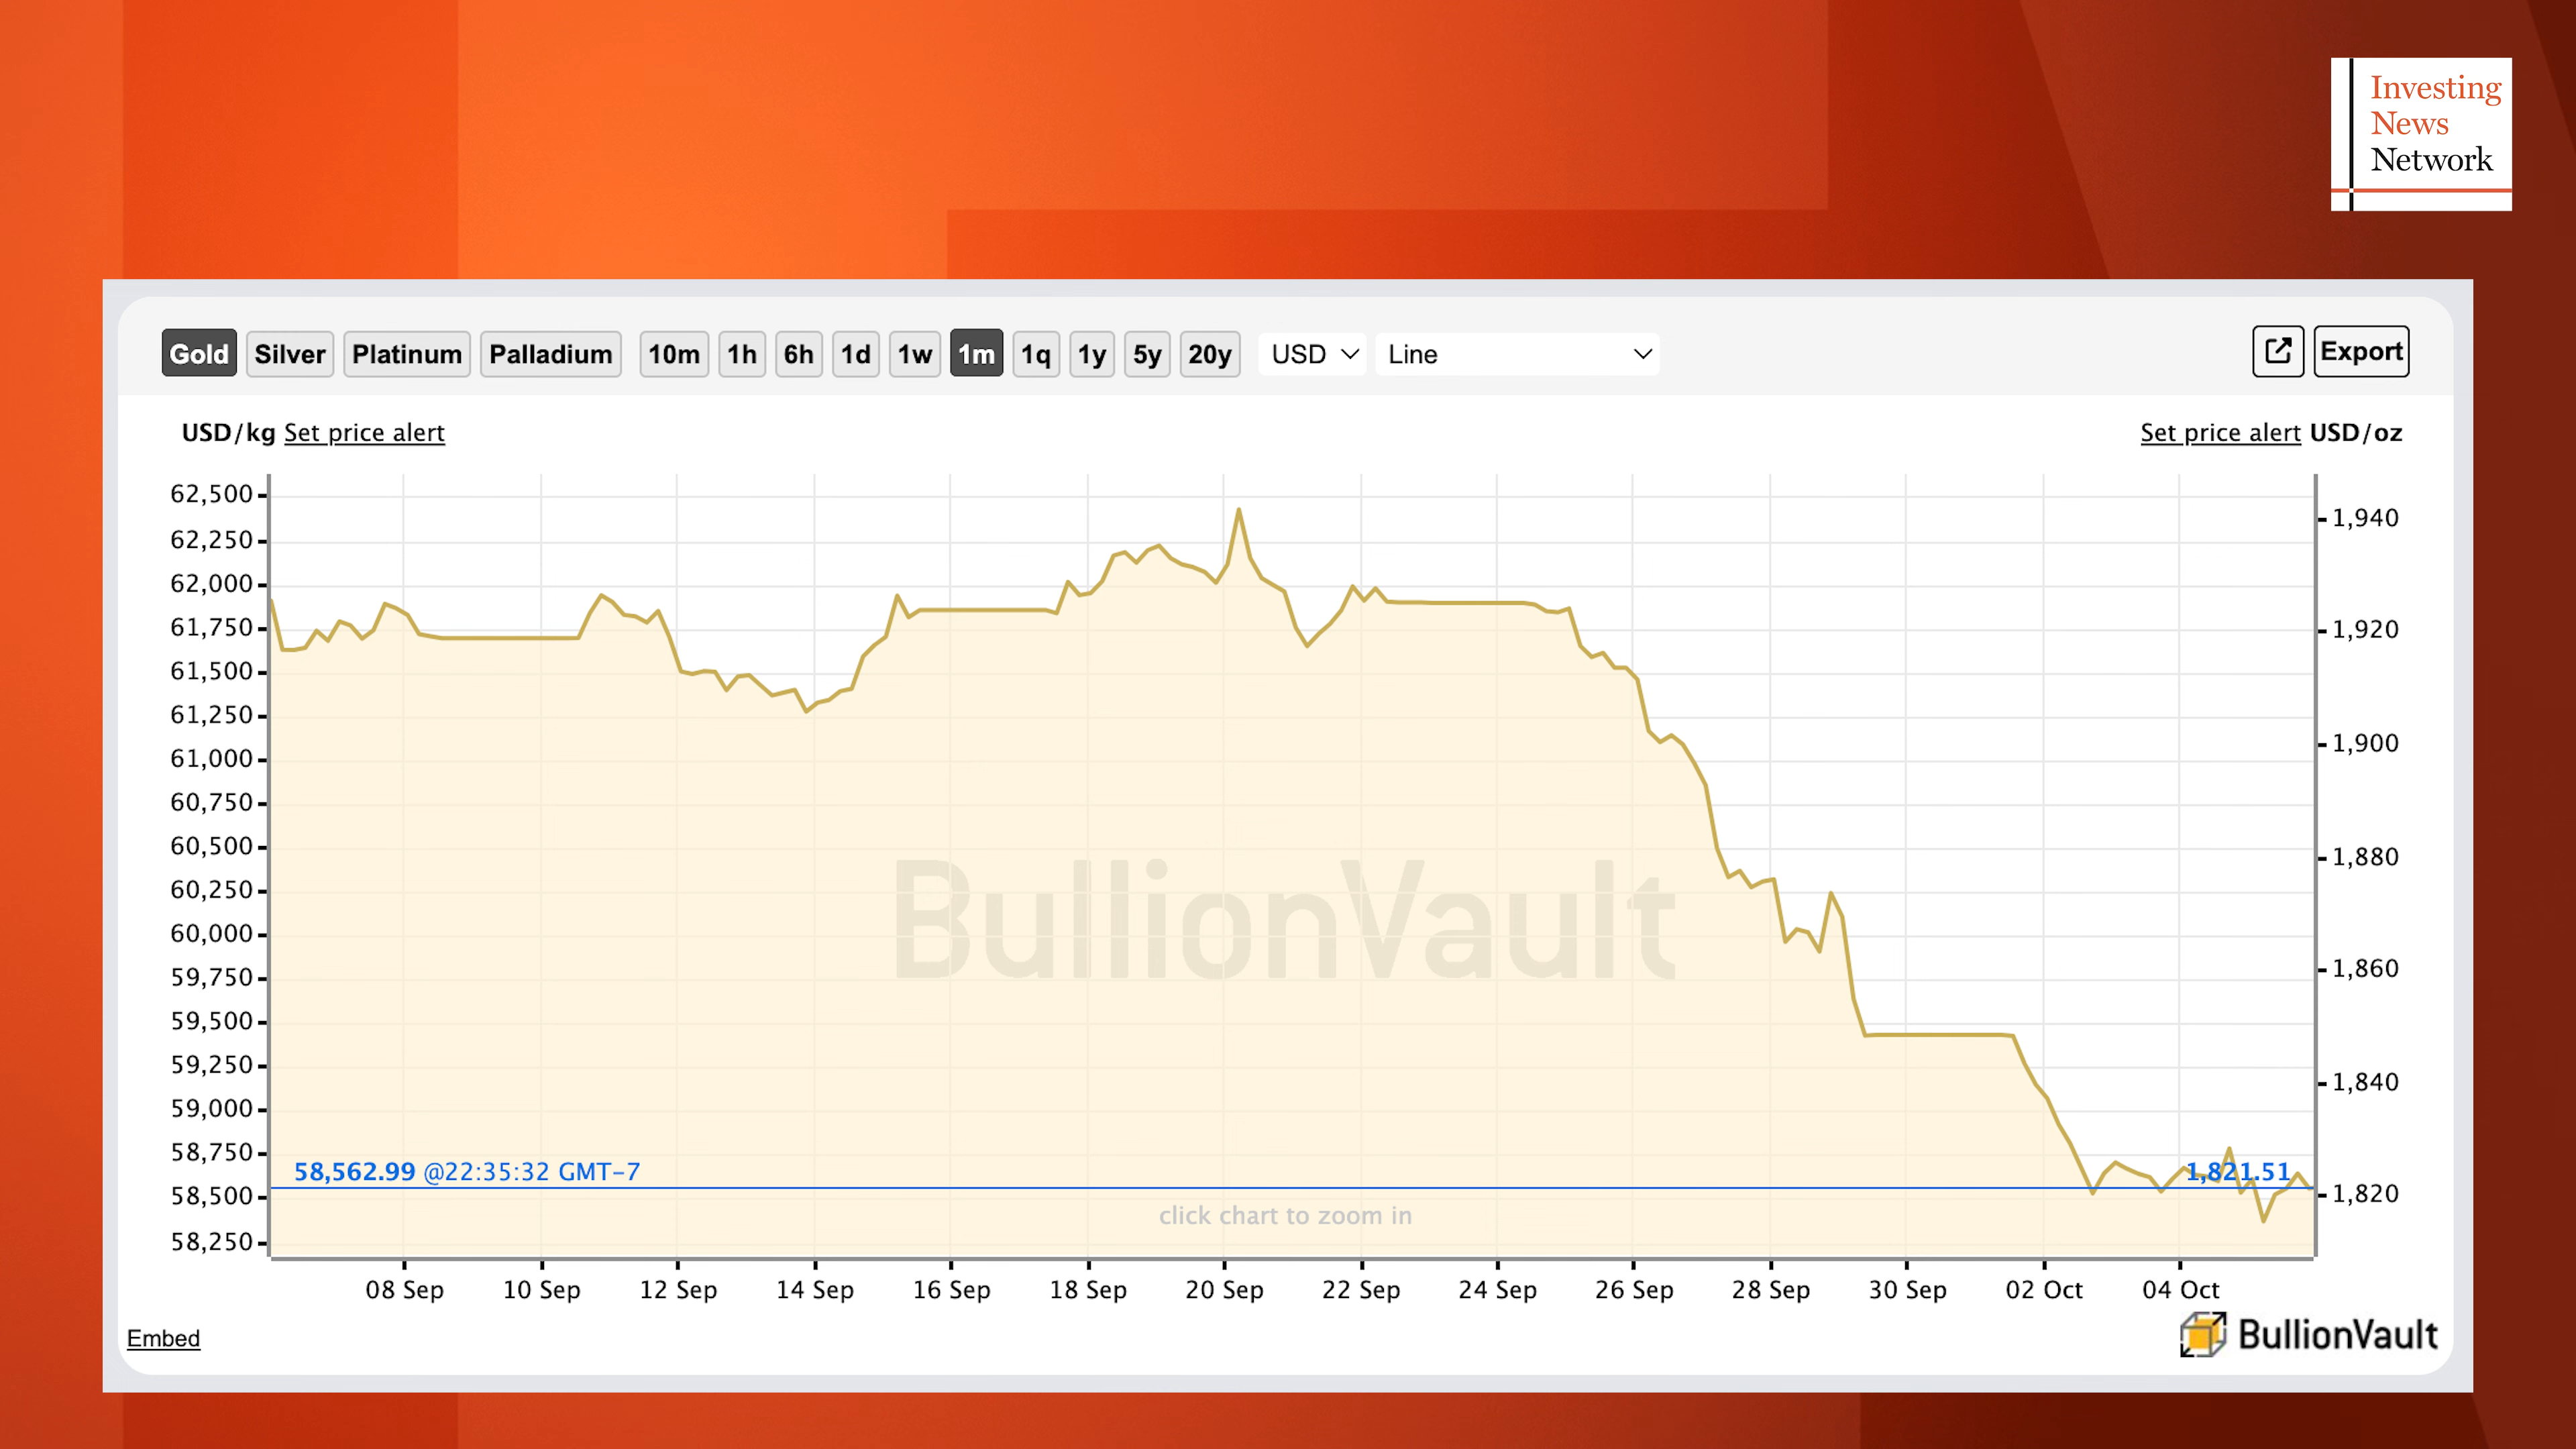 Investing
News
Network
Gold Silver Platinum Palladium 10m 1h 6h 1d 1w 1m 1q 1y 5y 20y USD Line Export
USD/kg Set price alert
Set price alert USD/oz
62,500
62,250
62,000
61,750
61,500
61,250
61,000
60,750
60,500
60,250
60,000
59,750
59,500
59,250
59,000
58,750
58,500
58,250
1,940
1,920
1,900
1,880
1,860
1,840
1,820
BullionVault
58,562.99 @22:35:32 GMT-7
1,821.51
click chart to zoom in
08 Sep 10 Sep 12 Sep 14 Sep 16 Sep 18 Sep 20 Sep 22 Sep 24 Sep 26 Sep 28 Sep 30 Sep 02 Oct 04 Oct
Embed
BullionVault